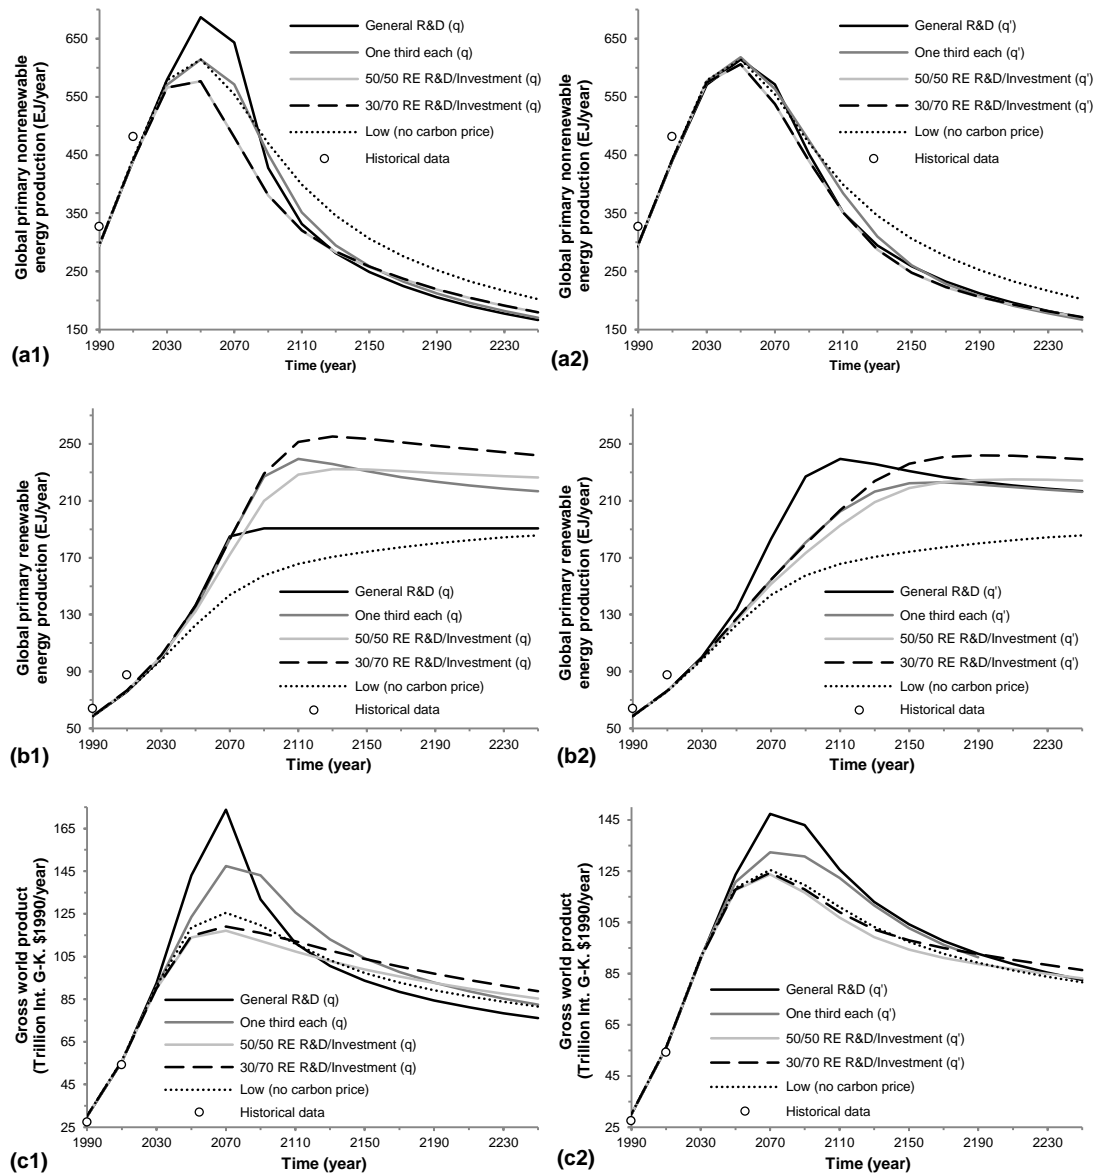 Global primary nonrenewable
energy production (EJ/year)
650
550
450
350
250
150
1990
2030
2070
2110
2150
2190
2230
Time (year)
General R&D (q)
One third each (q)
50/50 RE R&D/Investment (q)
30/70 RE R&D/Investment (q)
Low (no carbon price)
Historical data
(a1)
Global primary nonrenewable
energy production (EJ/year)
650
550
450
350
250
150
1990
2030
2070
2110
2150
2190
2230
Time (year)
General R&D (q')
One third each (q')
50/50 RE R&D/Investment (q')
30/70 RE R&D/Investment (q')
Low (no carbon price)
Historical data
(a2)
Global primary renewable
energy production (EJ/year)
250
210
170
130
90
50
1990
2030
2070
2110
2150
2190
2230
Time (year)
General R&D (q)
One third each (q)
50/50 RE R&D/Investment (q)
30/70 RE R&D/Investment (q)
Low (no carbon price)
Historical data
(b1)
Global primary renewable
energy production (EJ/year)
250
210
170
130
90
50
1990
2030
2070
2110
2150
2190
2230
Time (year)
General R&D (q')
One third each (q')
50/50 RE R&D/Investment (q')
30/70 RE R&D/Investment (q')
Low (no carbon price)
Historical data
(b2)
Gross world product
(Trillion Int. G-K. $1990/year)
165
145
125
105
85
65
45
25
1990
2030
2070
2110
2150
2190
2230
Time (year)
General R&D (q)
One third each (q)
50/50 RE R&D/Investment (q)
30/70 RE R&D/Investment (q)
Low (no carbon price)
Historical data
(c1)
Gross world product
(Trillion Int. G-K. $1990/year)
145
125
105
85
65
45
25
1990
2030
2070
2110
2150
2190
2230
Time (year)
General R&D (q')
One third each (q')
50/50 RE R&D/Investment (q')
30/70 RE R&D/Investment (q')
Low (no carbon price)
Historical data
(c2)